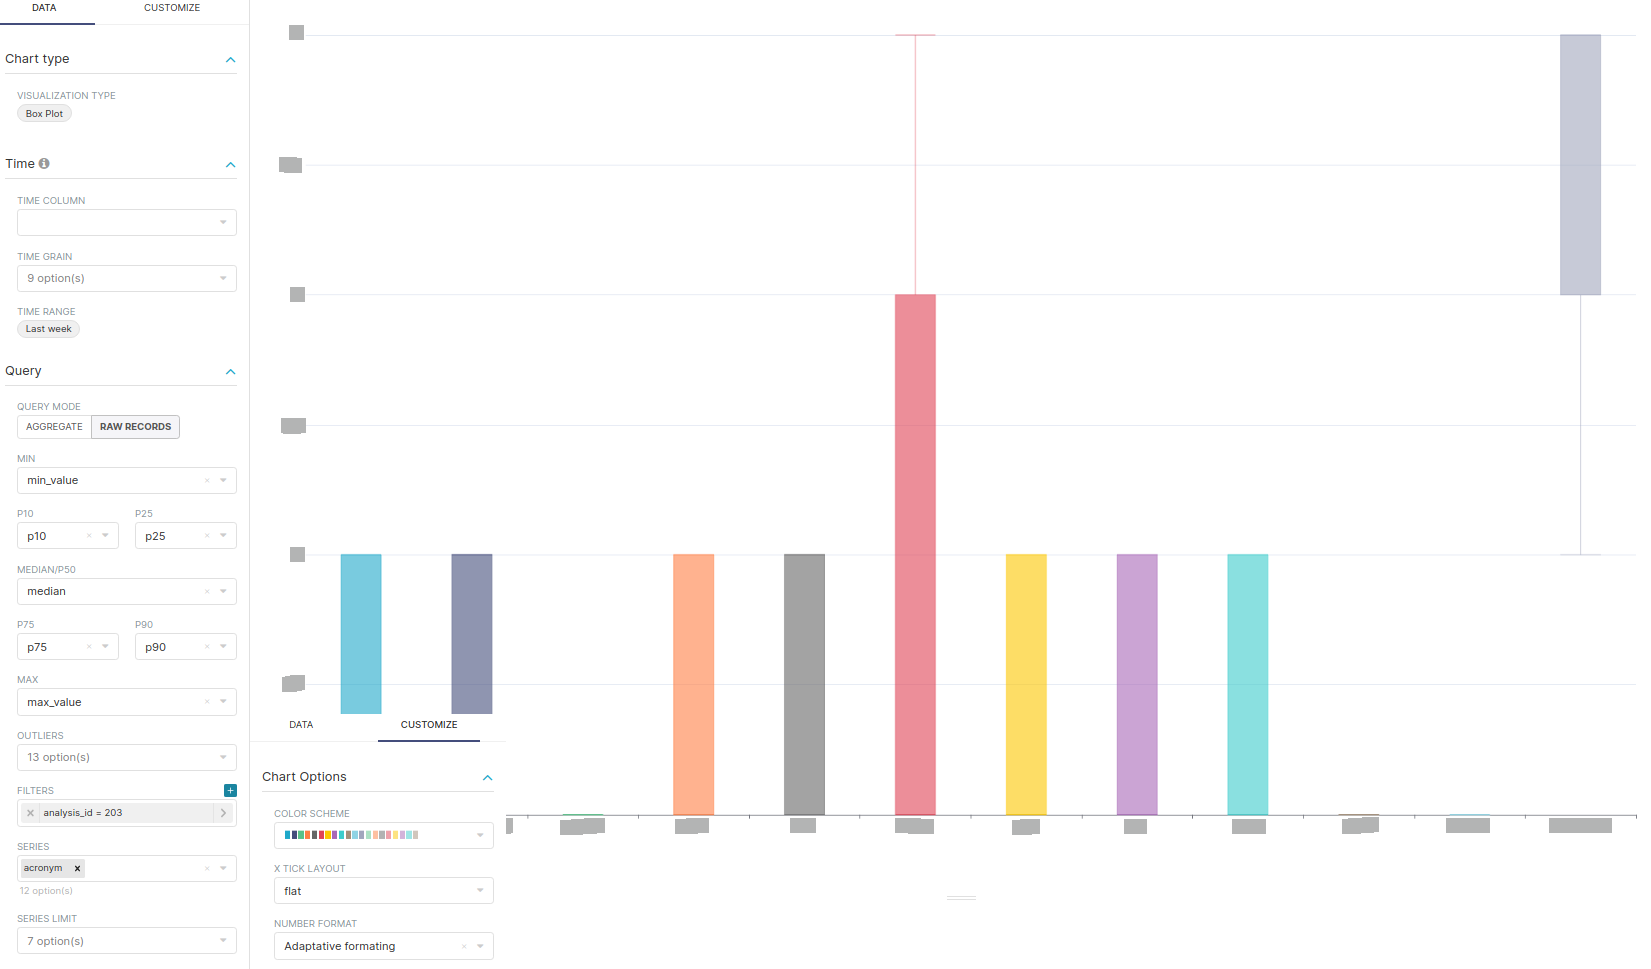 DATA CUSTOMIZE
Chart type
VISUALIZATION TYPE
Box Plot
Time
TIME COLUMN
TIME GRAIN
9 option(s)
TIME RANGE
Last week
Query
QUERY MODE
AGGREGATE RAW RECORDS
MIN
min_value
P10 P25
p10 p25
MEDIAN/P50
median
P75 P90
p75 p90
MAX
max_value
OUTLIERS
13 option(s)
FILTERS
analysis_id = 203
SERIES
acronym
12 option(s)
SERIES LIMIT
7 option(s)
DATA CUSTOMIZE
Chart Options
COLOR SCHEME
X TICK LAYOUT
flat
NUMBER FORMAT
Adaptative formating